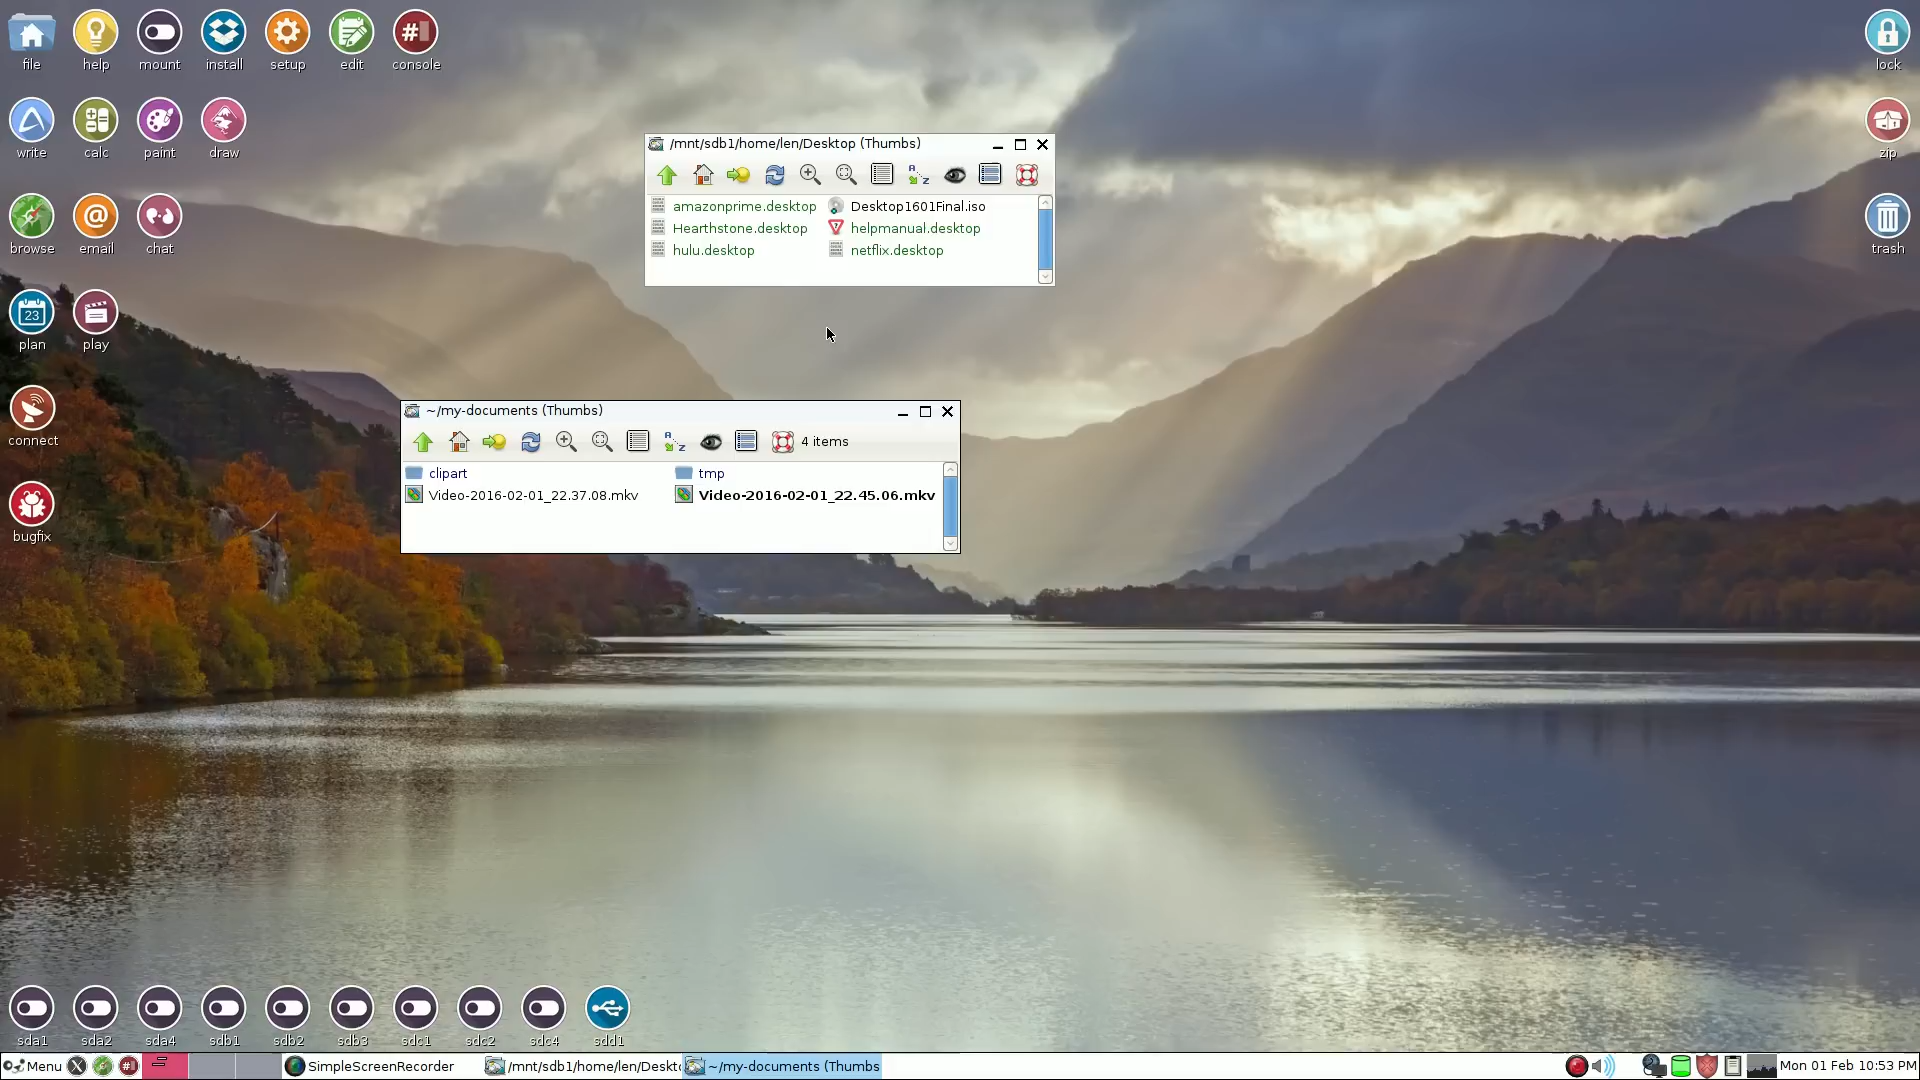 file help mount install setup edit console lock
write calc paint draw zip
browse email chat trash
plan play
23
connect
bugfix
/mnt/sdb1/home/len/Desktop (Thumbs)
amazonprime.desktop Desktop1601Final.iso
Hearthstone.desktop helpmanual.desktop
hulu.desktop netflix.desktop
~/my-documents (Thumbs)
4 items
clipart tmp
Video-2016-02-01_22.37.08.mkv Video-2016-02-01_22.45.06.mkv
sda1 sda2 sda4 sdb1 sdb2 sdb3 sdc1 sdc2 sdc4 sdd1
Menu SimpleScreenRecorder /mnt/sdb1/home/len/Deskto ~/my-documents (Thumbs Mon 01 Feb 10:53 PM